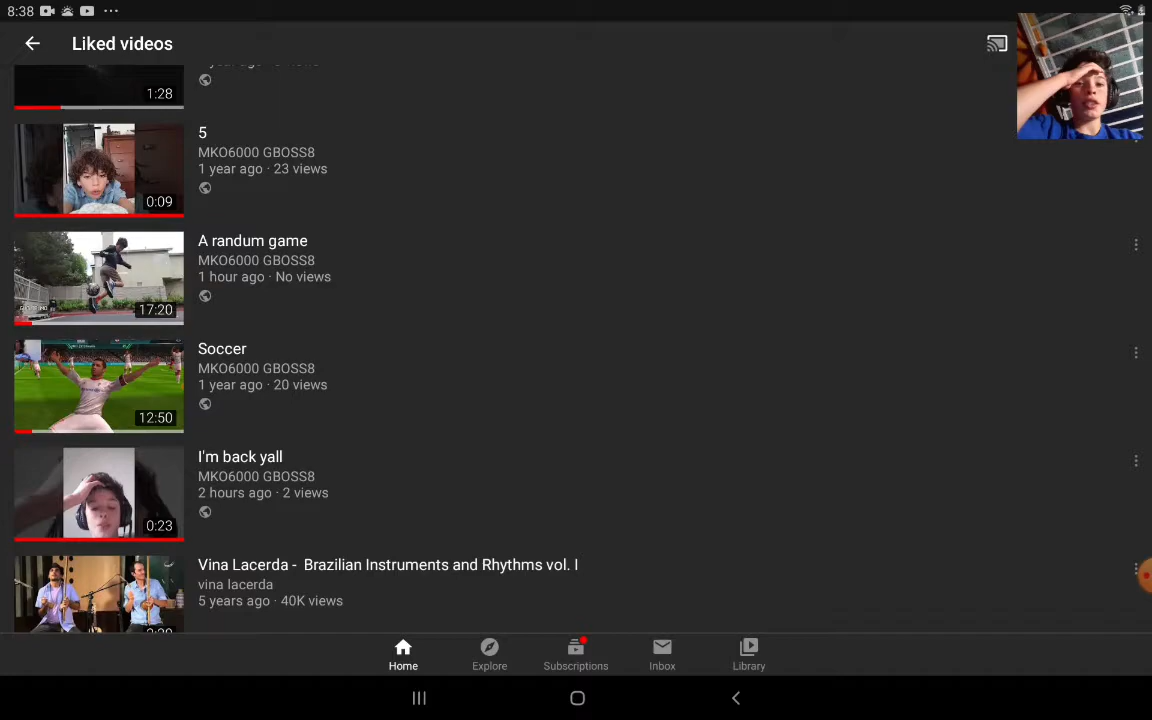 8:38
Liked videos
1:28
5
MKO6000 GBOSS8
1 year ago · 23 views
0:09
A randum game
MKO6000 GBOSS8
1 hour ago · No views
17:20
Soccer
MKO6000 GBOSS8
1 year ago · 20 views
12:50
I'm back yall
MKO6000 GBOSS8
2 hours ago · 2 views
0:23
Vina Lacerda - Brazilian Instruments and Rhythms vol. I
vina lacerda
5 years ago · 40K views
Home
Explore
Subscriptions
Inbox
Library